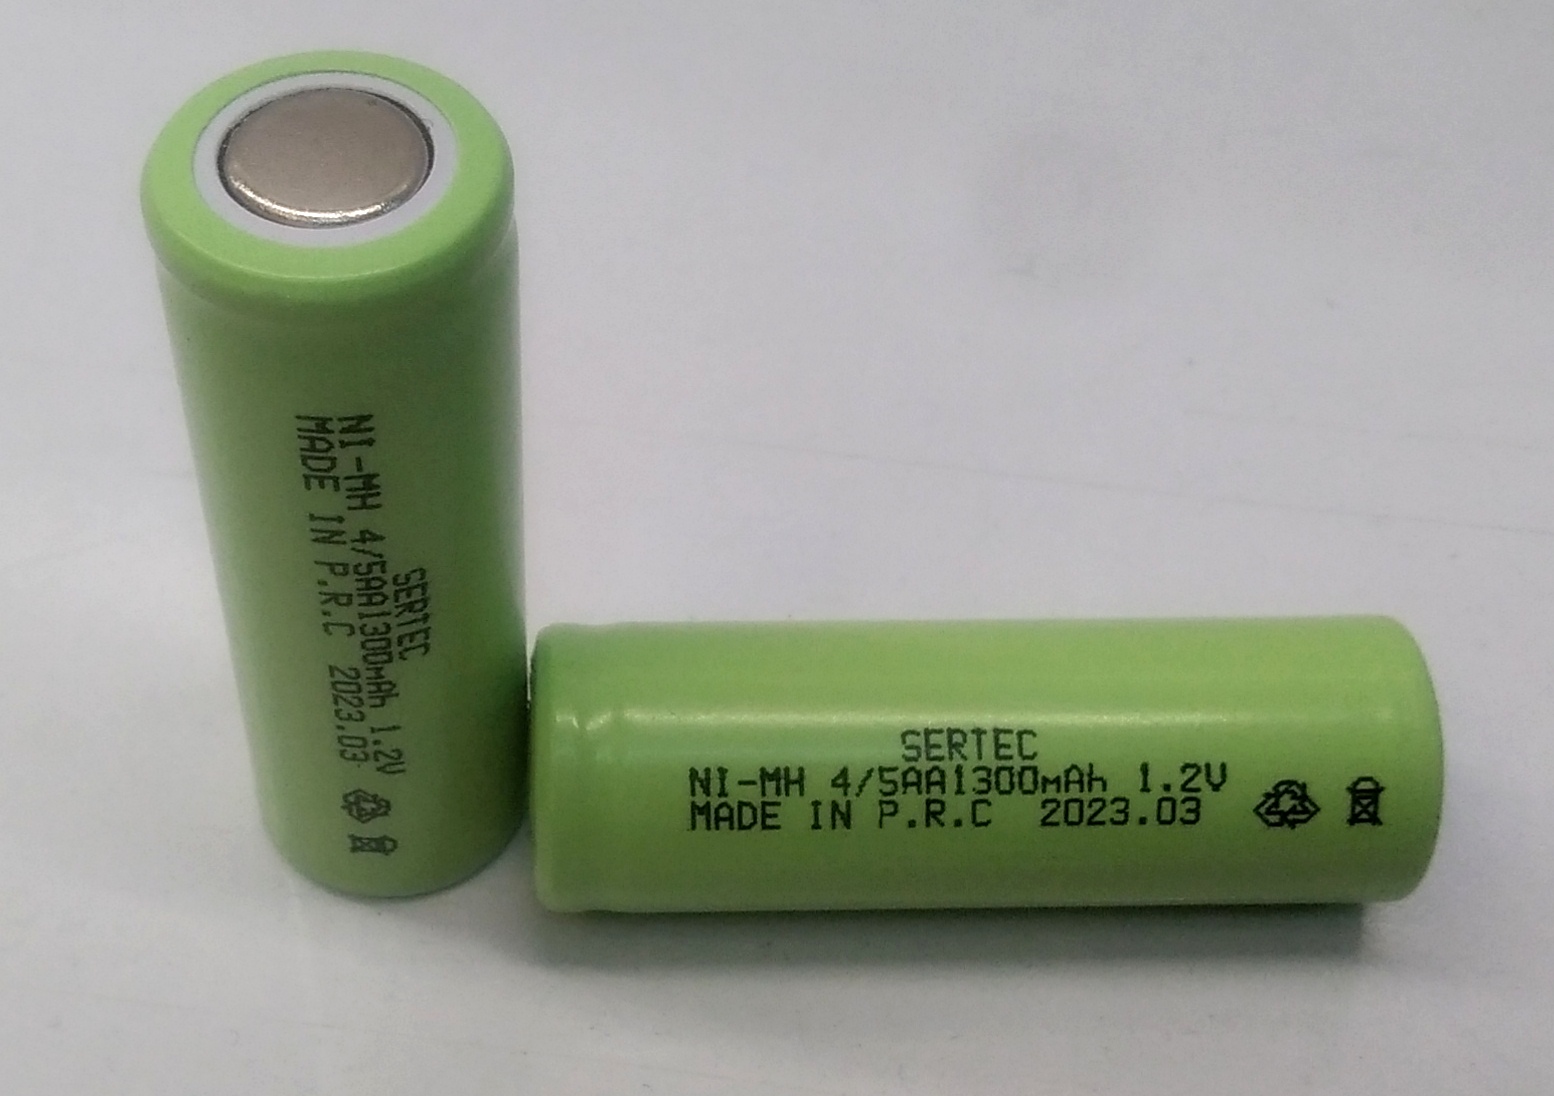 SERTEC
NI-MH 4/5AA1300mAh 1.2V
MADE IN P.R.C 2023.03
SERTEC
NI-MH 4/5AA1300mAh 1.2V
MADE IN P.R.C 2023.03